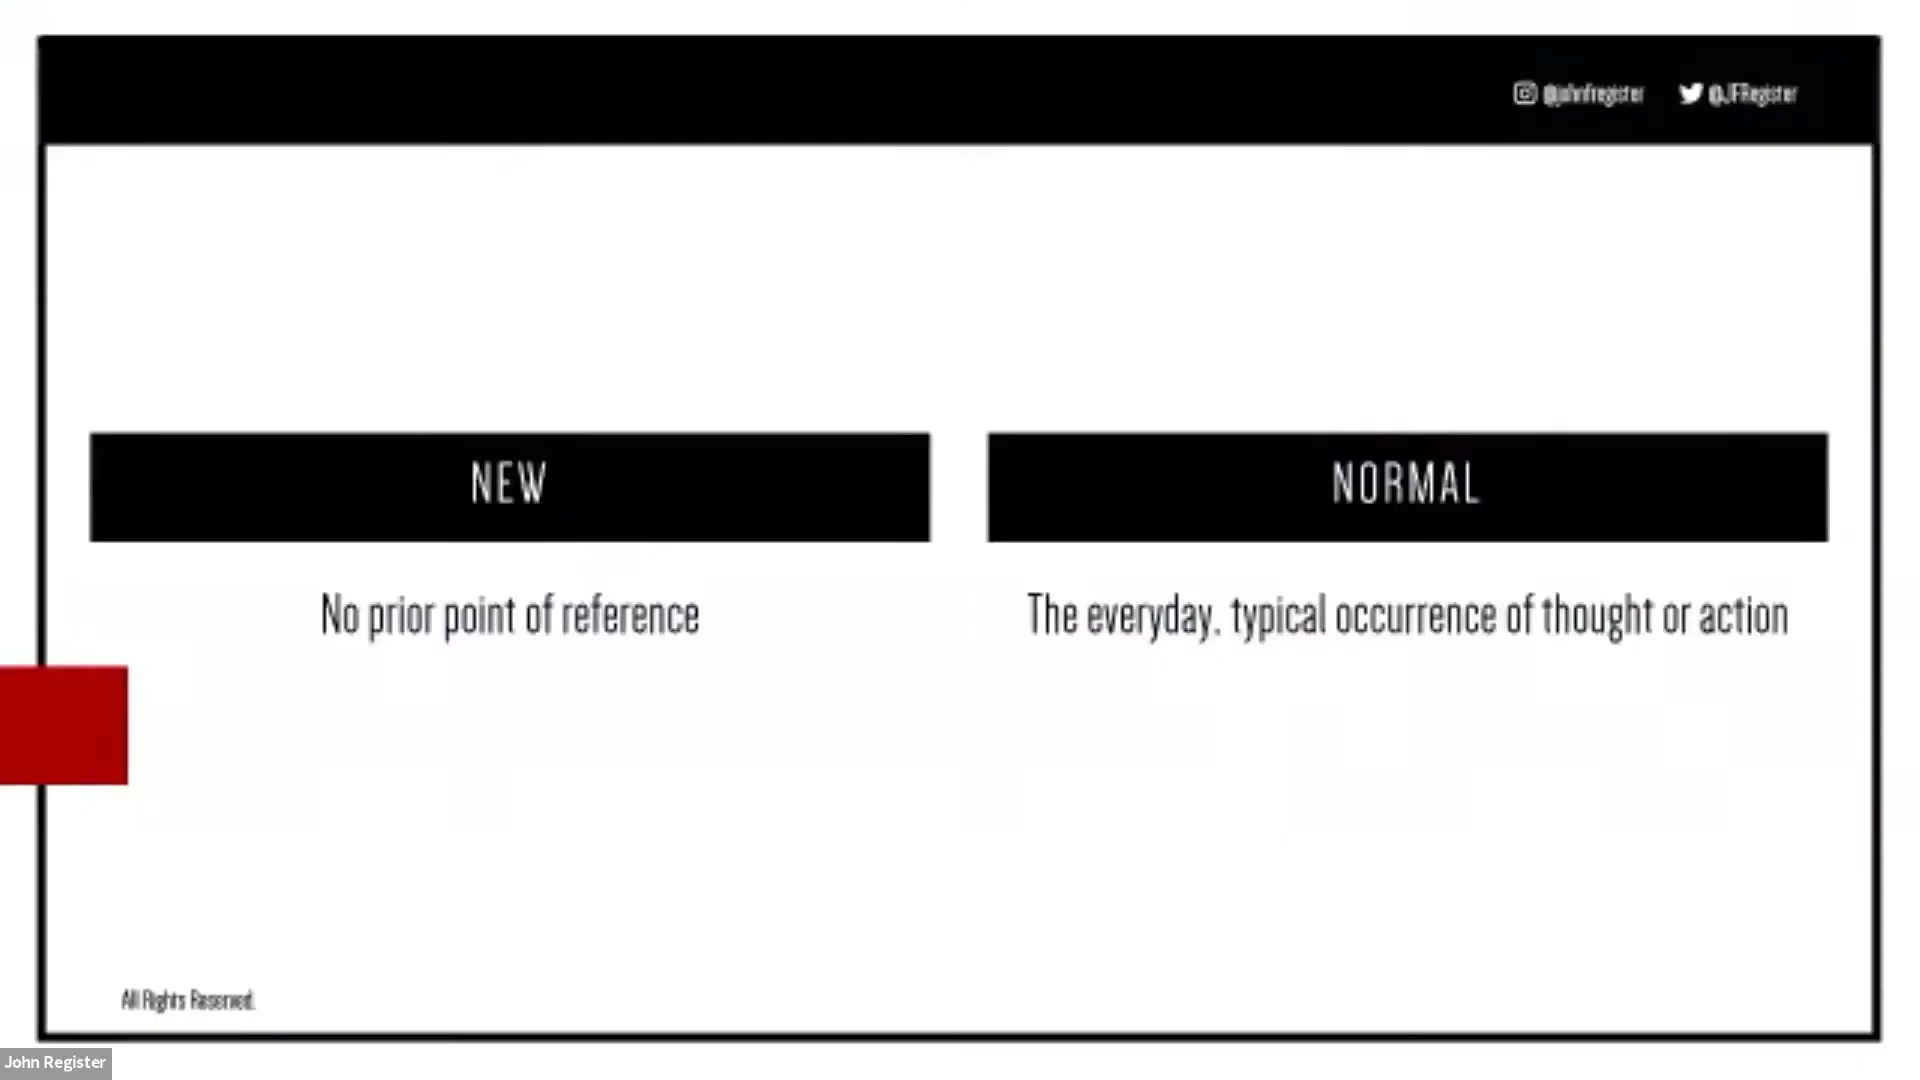 @johnfregister @JFRegister
NEW NORMAL
No prior point of reference The everyday, typical occurrence of thought or action
All Rights Reserved.
John Register